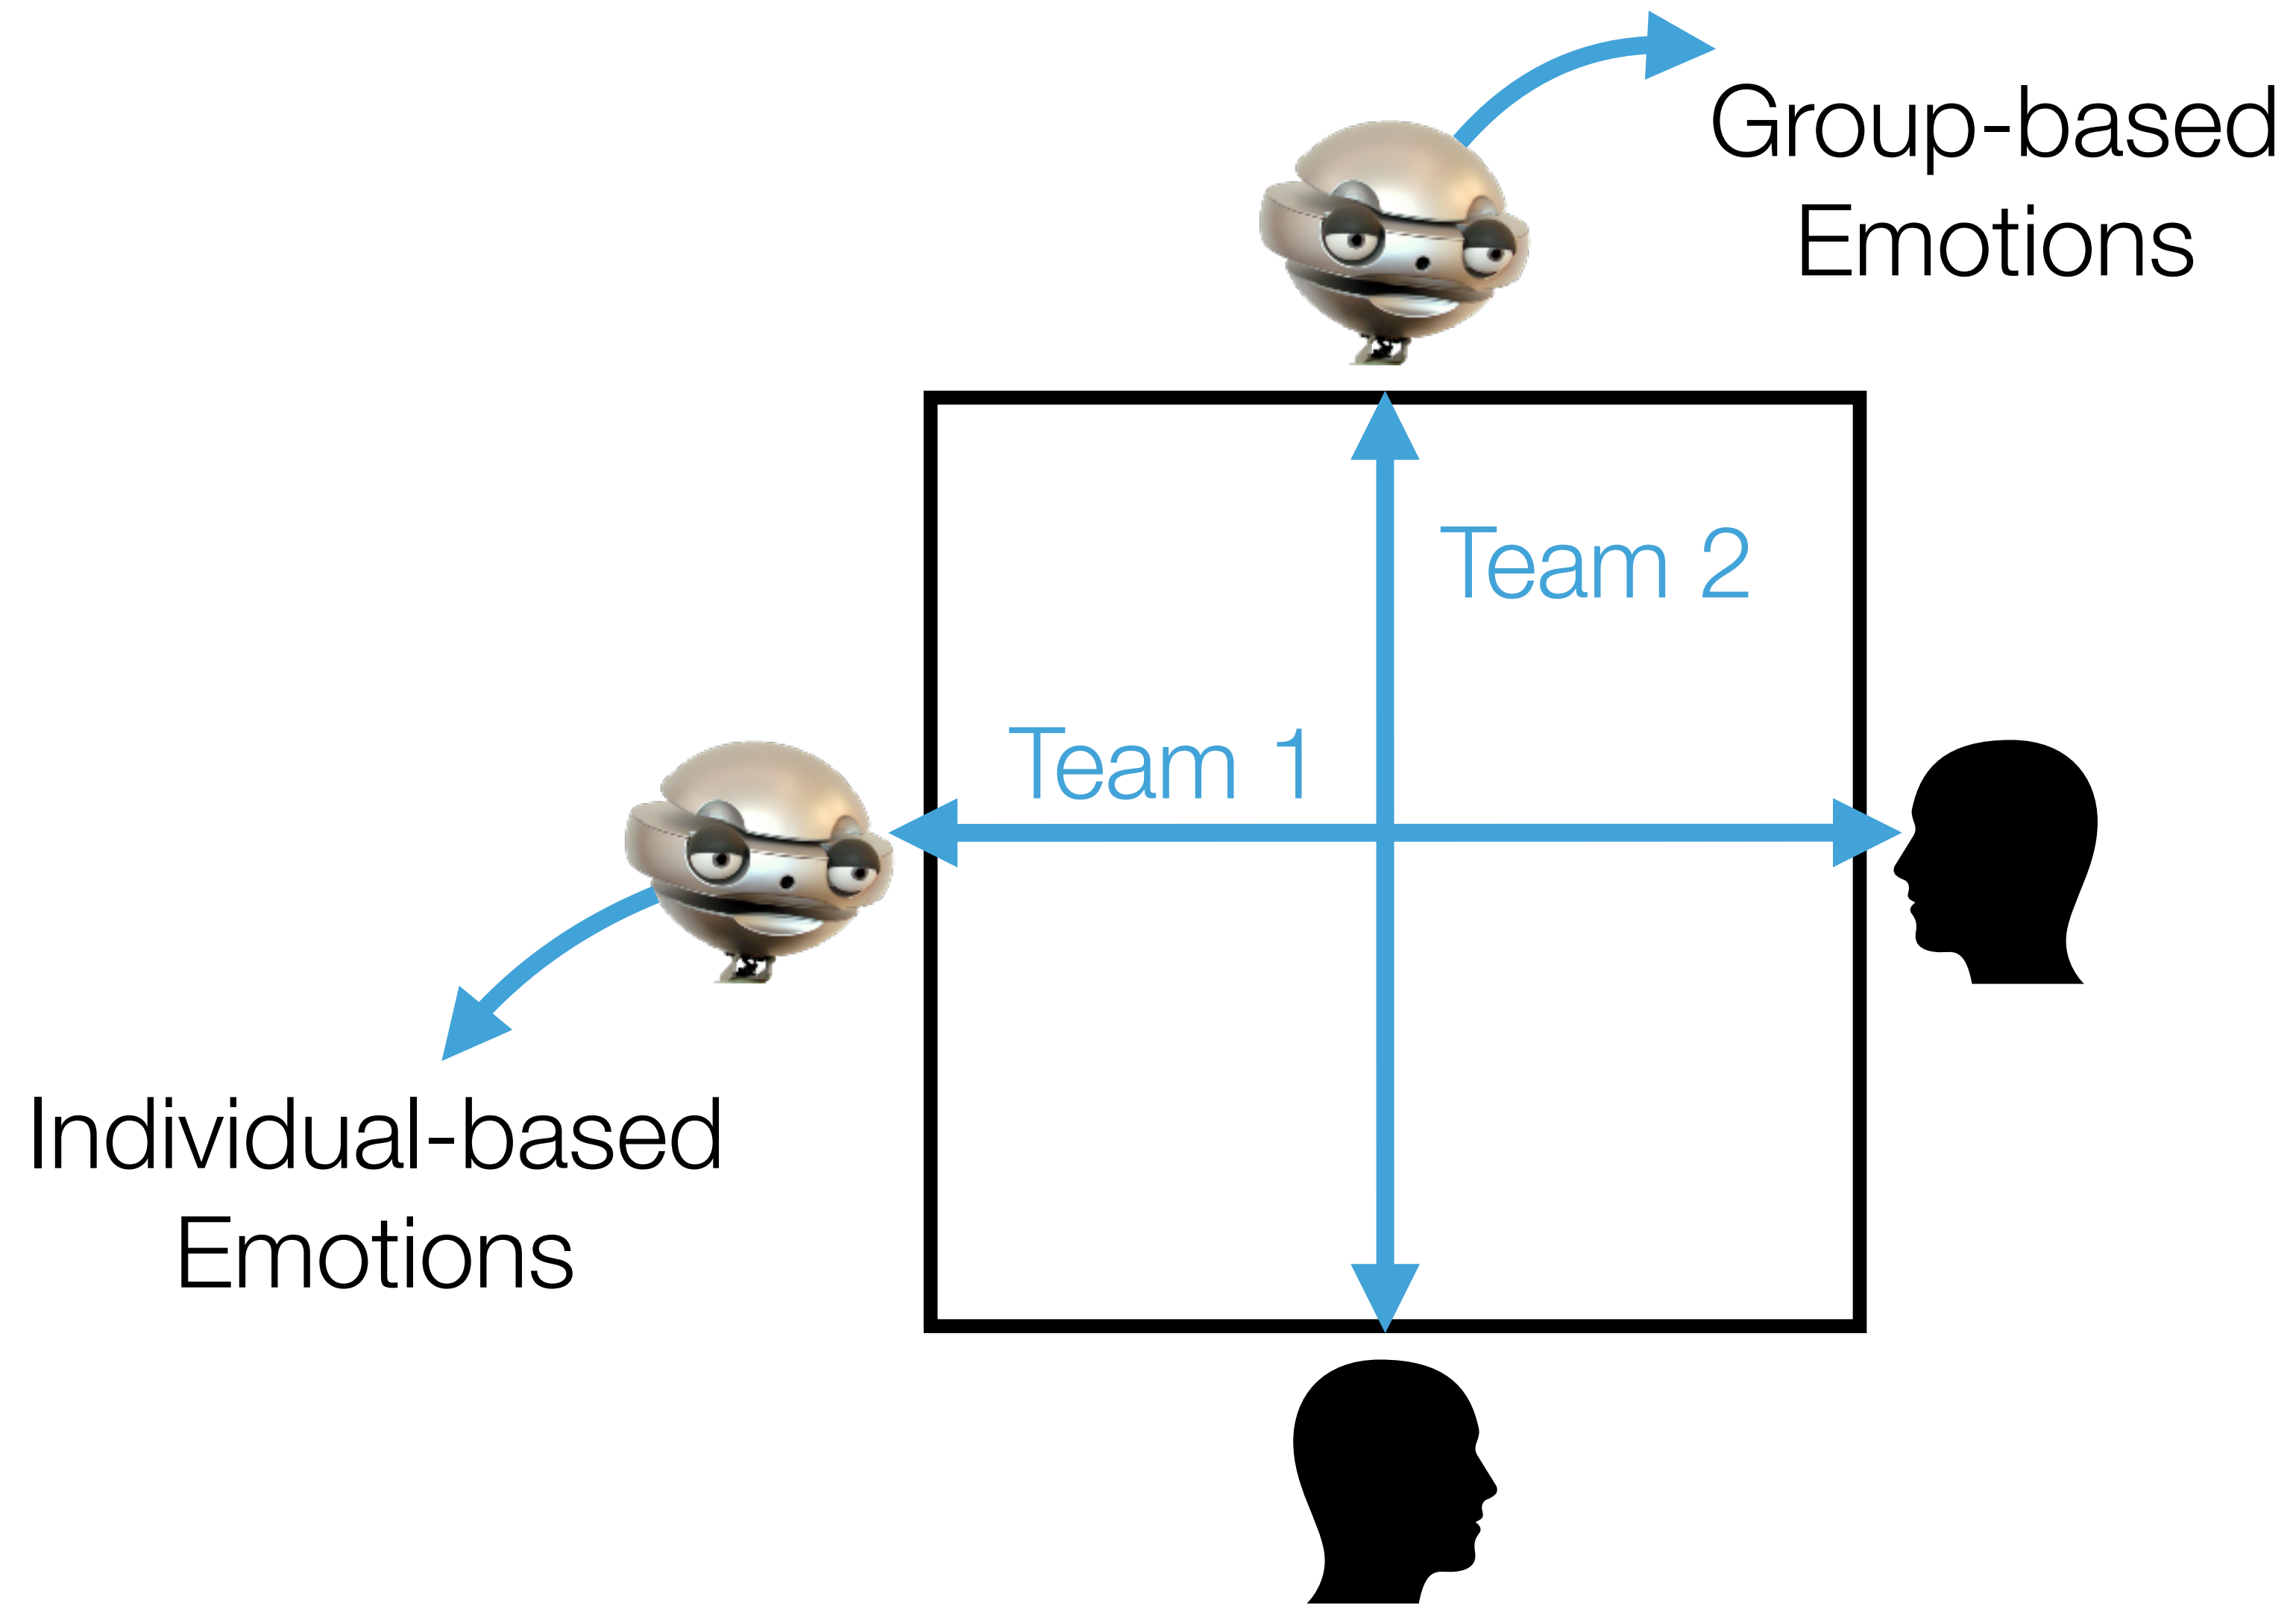 Group-based
Emotions
Team 2
Team 1
Individual-based
Emotions